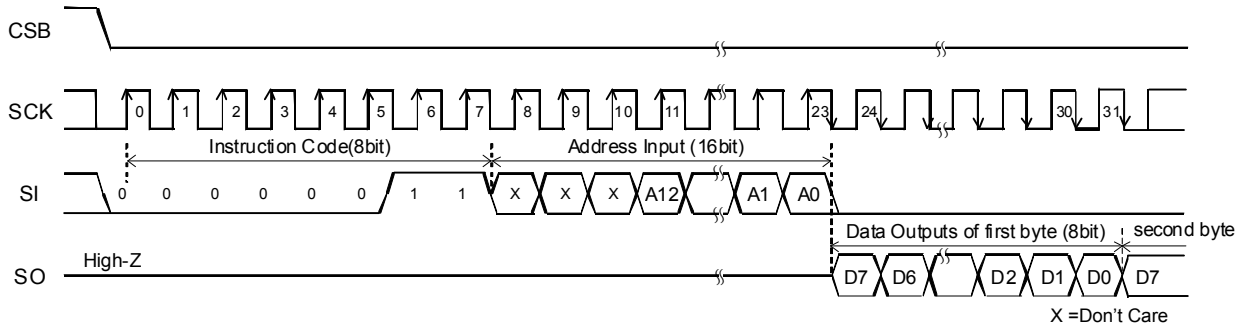 CSB
SCK 0 1 2 3 4 5 6 7 8 9 10 11 23 24 30 31
Instruction Code(8bit) Address Input (16bit)
SI 0 0 0 0 0 0 1 1 X X X A12 A1 A0
Data Outputs of first byte (8bit) second byte
High-Z
SO D7 D6 D2 D1 D0 D7
X =Don't Care